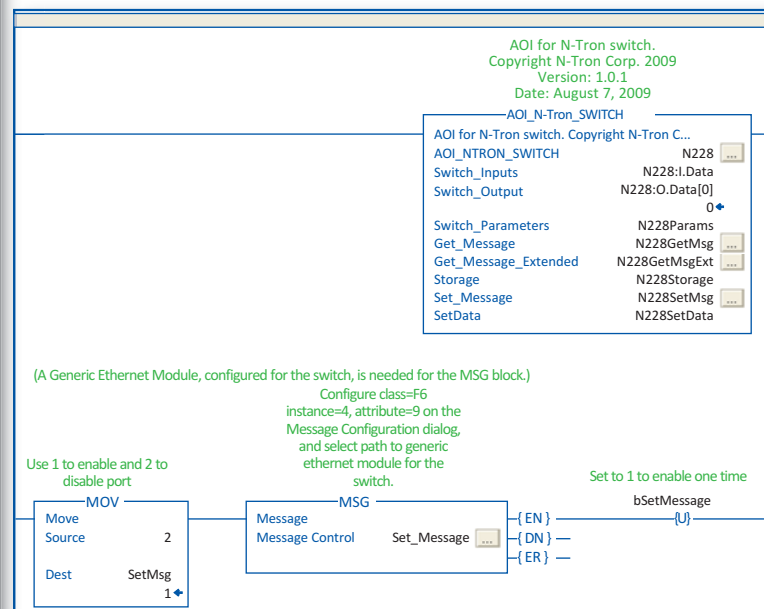 AOI for N-Tron switch.
Copyright N-Tron Corp. 2009
Version: 1.0.1
Date: August 7, 2009
AOI_N-Tron_SWITCH
AOI for N-Tron switch. Copyright N-Tron C...
AOI_NTRON_SWITCH N228 ...
Switch_Inputs N228:I.Data
Switch_Output N228:O.Data[0]
0
Switch_Parameters N228Params
Get_Message N228GetMsg ...
Get_Message_Extended N228GetMsgExt ...
Storage N228Storage
Set_Message N228SetMsg ...
SetData N228SetData
(A Generic Ethernet Module, configured for the switch, is needed for the MSG block.)
Configure class=F6
instance=4, attribute=9 on the
Message Configuration dialog,
and select path to generic
ethernet module for the
switch.
Use 1 to enable and 2 to
disable port
MOV
Move
Source 2
Dest SetMsg
1
MSG
Message
Message Control Set_Message ...
{ EN }
{ DN }
{ ER }
Set to 1 to enable one time
bSetMessage
{U}